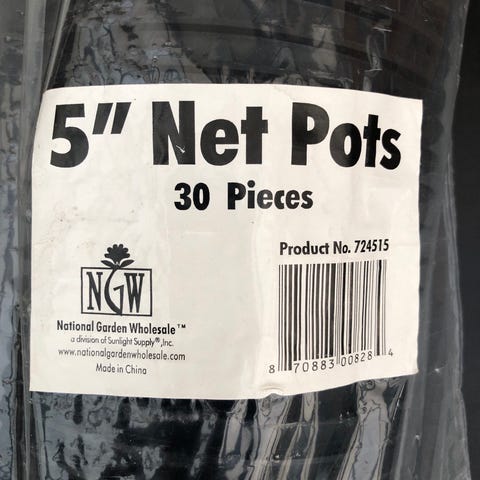 5" Net Pots
30 Pieces
Product No. 724515
NGW
National Garden Wholesale™
a division of Sunlight Supply®, Inc.
www.nationalgardenwholesale.com
Made in China
8 70883 00828 4